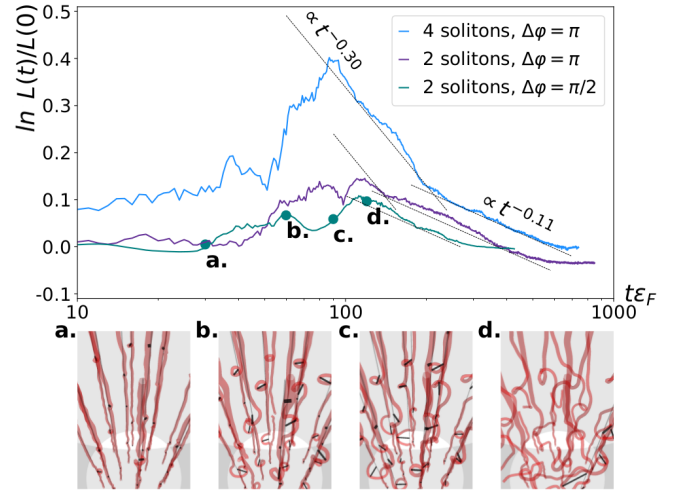 0.5
0.4
0.3
0.2
0.1
0.0
-0.1
ln L(t)/L(0)
∝ t^−0.30
4 solitons, Δφ = π
2 solitons, Δφ = π
2 solitons, Δφ = π/2
∝ t^−0.11
a.
b.
c.
d.
10
100
1000
tε_F
a.
b.
c.
d.